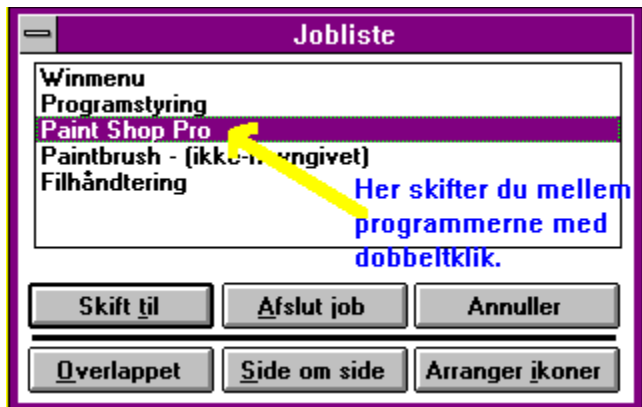 Jobliste
Winmenu
Programstyring
Paint Shop Pro
Paintbrush - (ikke-navngivet)
Filhåndtering
Her skifter du mellem
programmerne med
dobbeltklik.
Skift til
Afslut job
Annuller
Overlappet
Side om side
Arranger ikoner